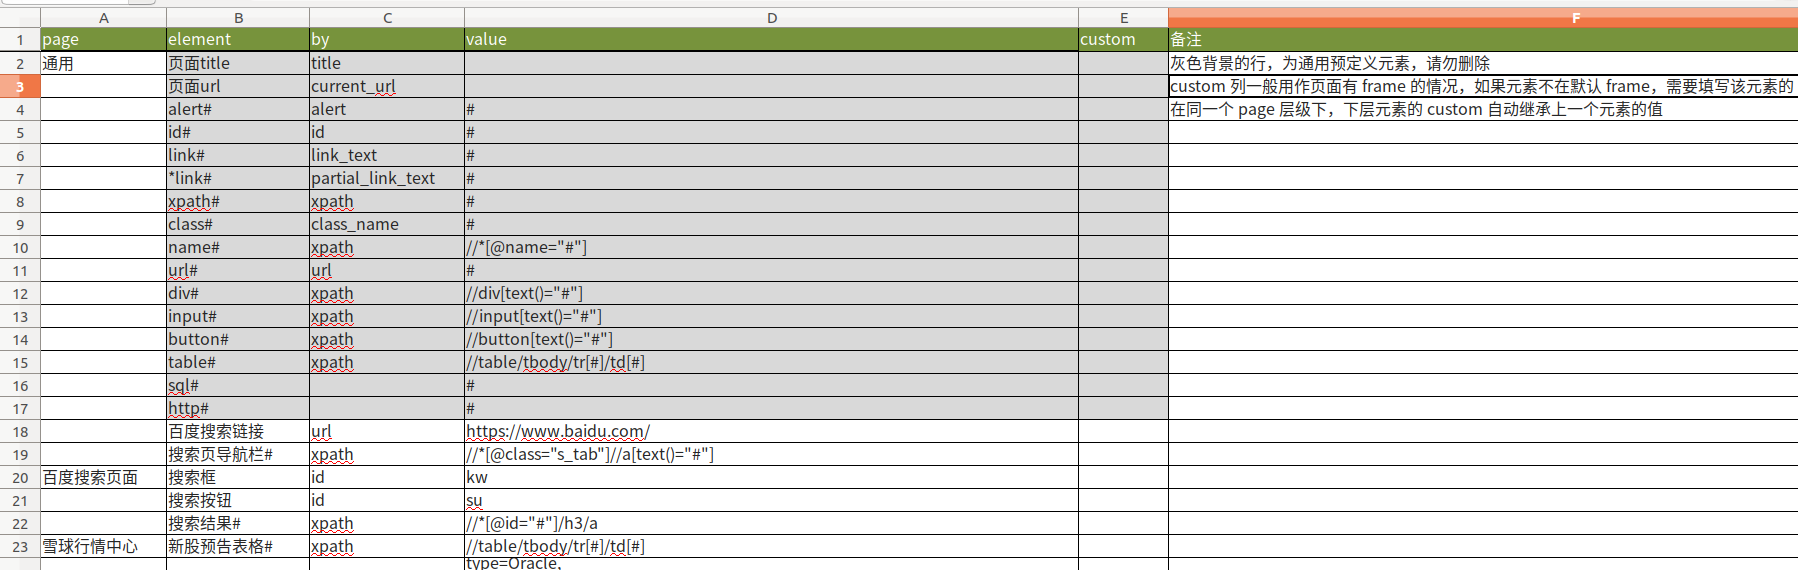 A B C D E F
1 page element by value custom 备注
2 通用 页面title title 灰色背景的行，为通用预定义元素，请勿删除
3 页面url current_url custom 列一般用作页面有 frame 的情况，如果元素不在默认 frame，需要填写该元素的
4 alert# alert # 在同一个 page 层级下，下层元素的 custom 自动继承上一个元素的值
5 id# id #
6 link# link_text #
7 *link# partial_link_text #
8 xpath# xpath #
9 class# class_name #
10 name# xpath //*[@name="#"]
11 url# url #
12 div# xpath //div[text()="#"]
13 input# xpath //input[text()="#"]
14 button# xpath //button[text()="#"]
15 table# xpath //table/tbody/tr[#]/td[#]
16 sql# #
17 http# #
18 百度搜索链接 url https://www.baidu.com/
19 搜索页导航栏# xpath //*[@class="s_tab"]//a[text()="#"]
20 百度搜索页面 搜索框 id kw
21 搜索按钮 id su
22 搜索结果# xpath //*[@id="#"]/h3/a
23 雪球行情中心 新股预告表格# xpath //table/tbody/tr[#]/td[#]
type=Oracle,